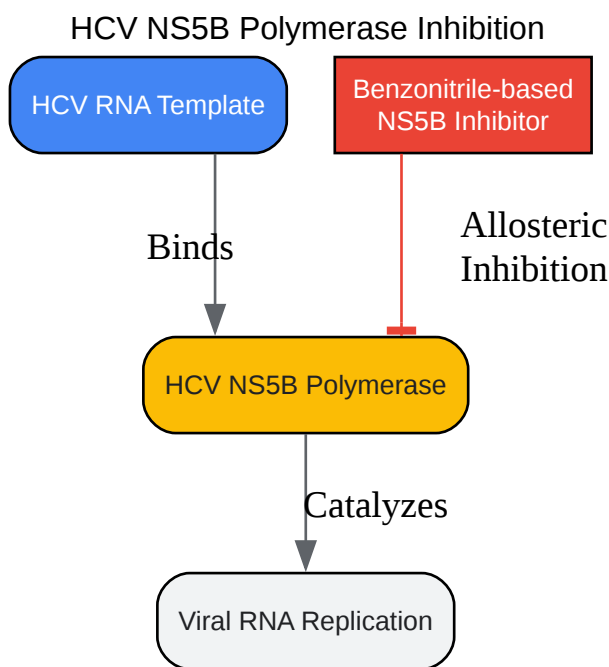 HCV NS5B Polymerase Inhibition
HCV RNA Template
Benzonitrile-based
NS5B Inhibitor
Binds
Allosteric
Inhibition
HCV NS5B Polymerase
Catalyzes
Viral RNA Replication